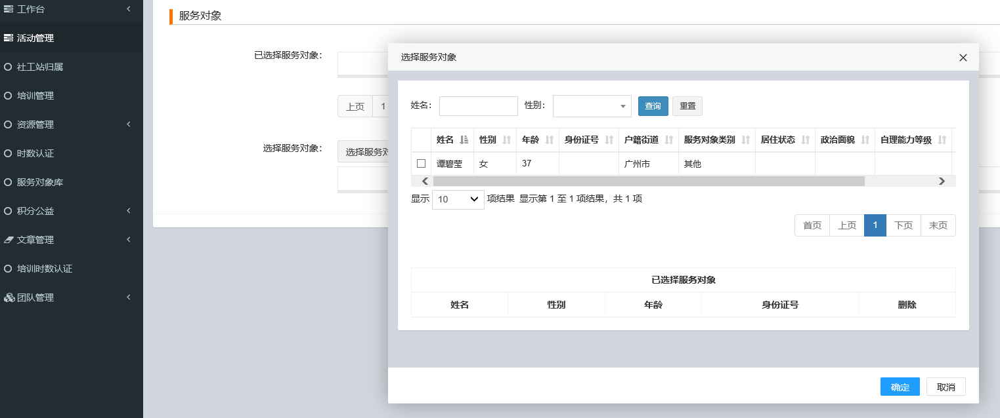 工作台
活动管理
社工站归属
培训管理
资源管理
时数认证
服务对象库
积分公益
文章管理
培训时数认证
团队管理
服务对象
已选择服务对象：
上页 1
选择服务对象：
选择服务对
选择服务对象
姓名： 性别： 查询 重置
姓名 性别 年龄 身份证号 户籍街道 服务对象类别 居住状态 政治面貌 自理能力等级
谭碧莹 女 37 广州市 其他
显示 10 项结果 显示第 1 至 1 项结果，共 1 项
首页 上页 1 下页 末页
已选择服务对象
姓名 性别 年龄 身份证号 删除
确定 取消